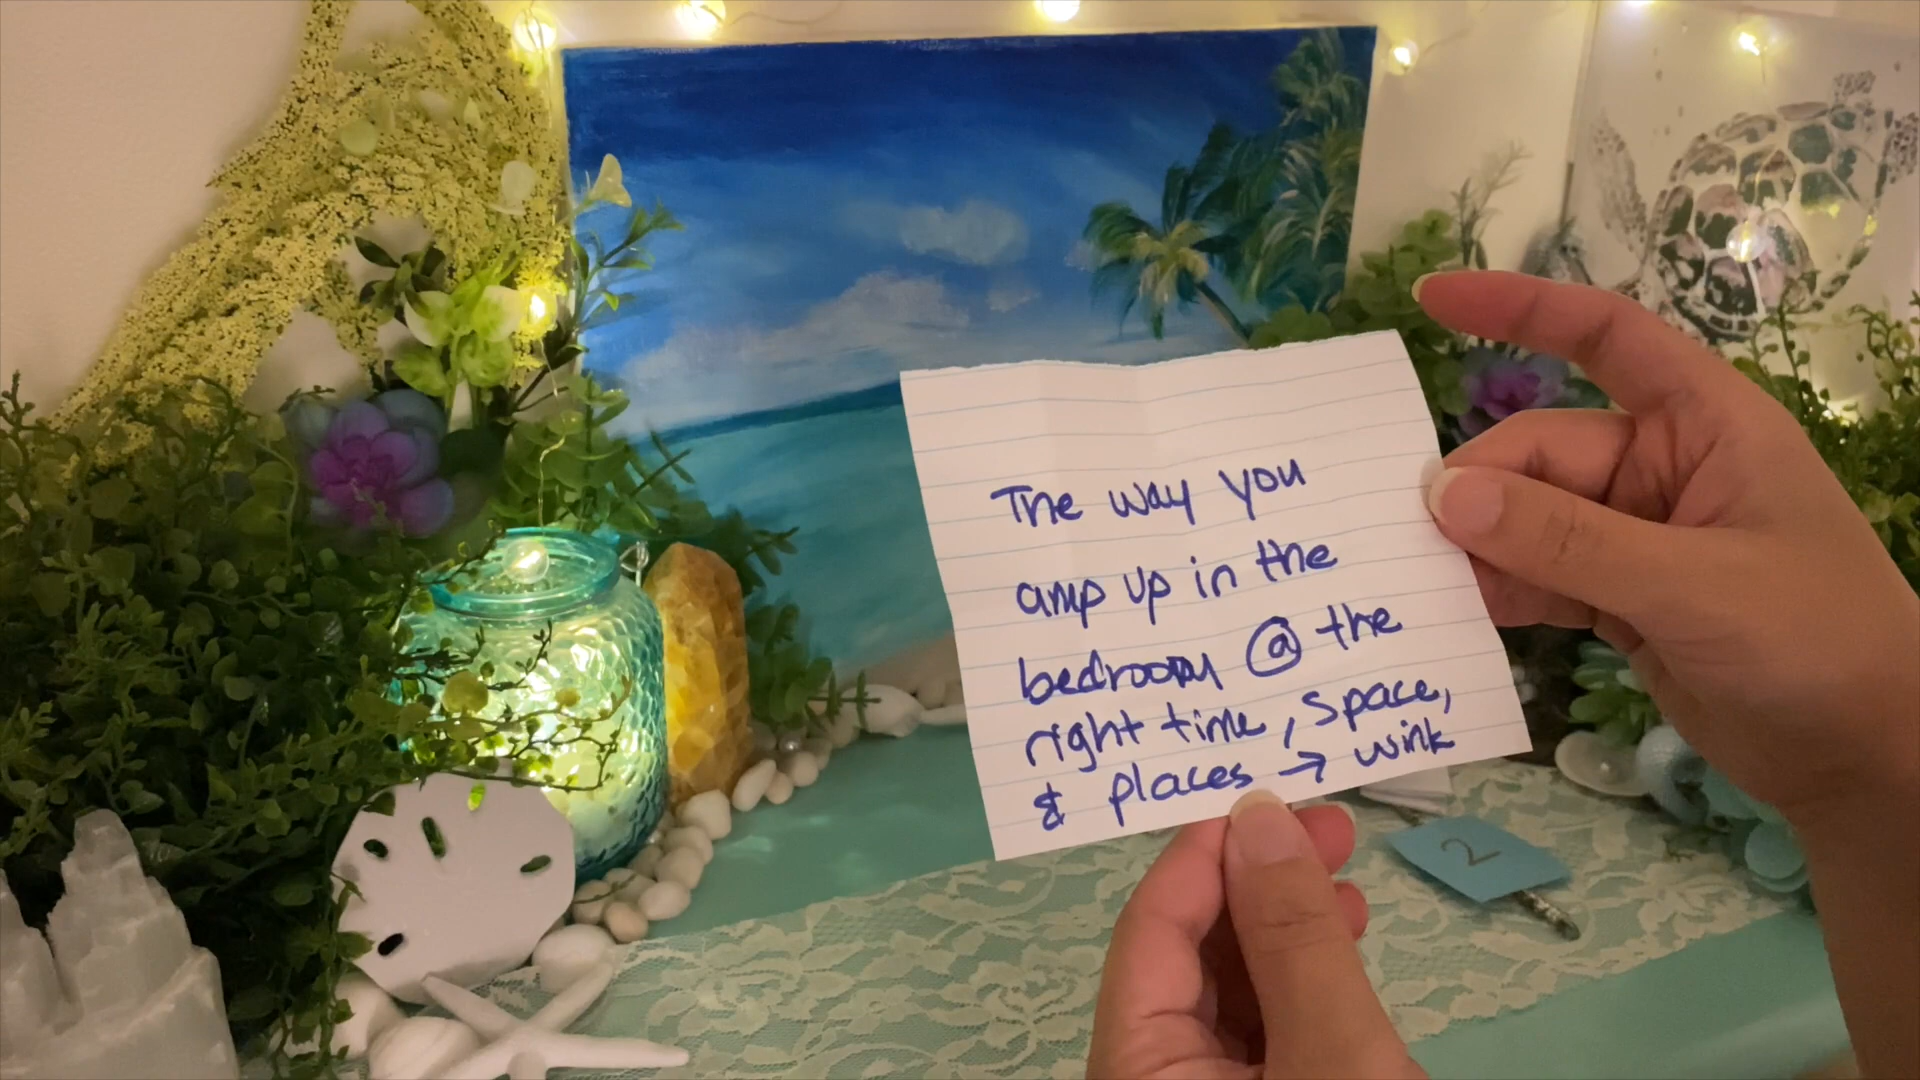 The way you
amp up in the
bedroom @ the
right time, space,
& places → wink
2